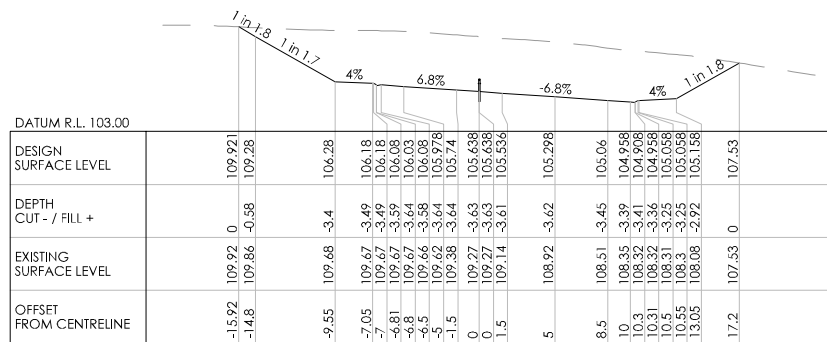 1 in 1.8
1 in 1.7
4%
6.8%
-6.8%
4%
1 in 1.8
DATUM R.L. 103.00
DESIGN
SURFACE LEVEL
109.921 109.28 106.28 106.18 106.18 106.08 106.03 106.08 105.978 105.74 105.638 105.638 105.536 105.298 105.06 104.958 104.908 104.958 105.058 105.058 105.158 107.53
DEPTH
CUT - / FILL +
0 -0.58 -3.4 -3.49 -3.49 -3.59 -3.64 -3.58 -3.64 -3.64 -3.63 -3.63 -3.61 -3.62 -3.45 -3.39 -3.41 -3.36 -3.25 -3.25 -2.92 0
EXISTING
SURFACE LEVEL
109.92 109.86 109.68 109.67 109.67 109.67 109.67 109.66 109.62 109.38 109.27 109.27 109.14 108.92 108.51 108.35 108.32 108.32 108.31 108.3 108.08 107.53
OFFSET
FROM CENTRELINE
-15.92 -14.8 -9.55 -7.05 -7 -6.81 -6.8 -6.5 -5 -1.5 0 0 1.5 5 8.5 10 10.3 10.31 10.5 10.55 13.05 17.2